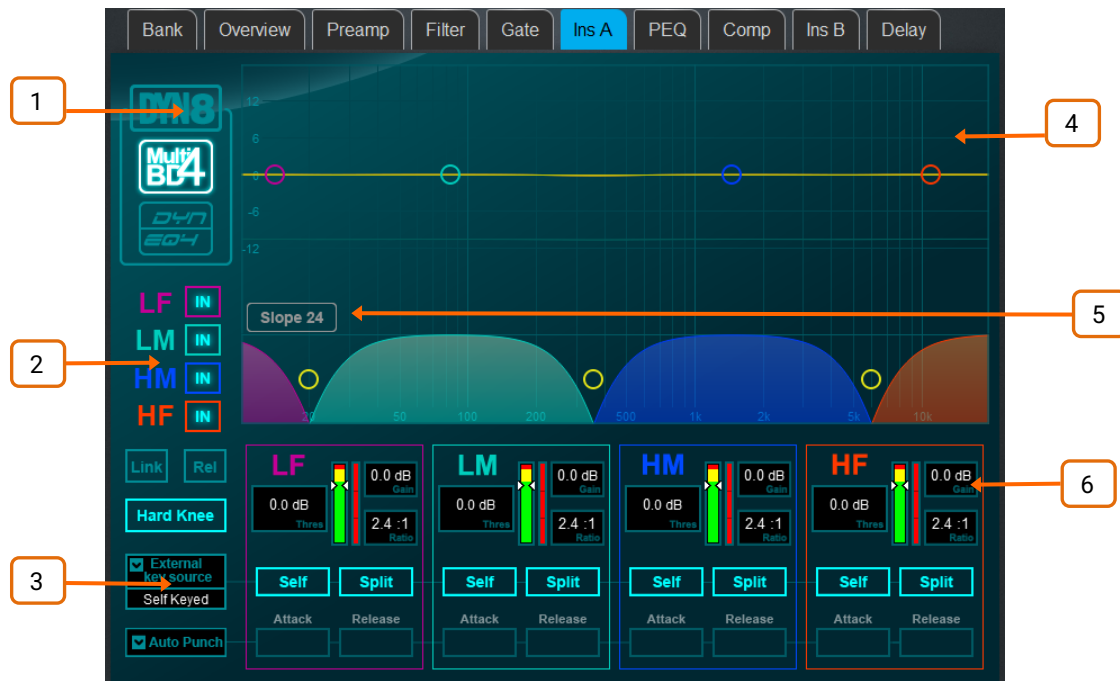 Bank Overview Preamp Filter Gate Ins A PEQ Comp Ins B Delay
1
DYN8
Multi
BD4
DYN
EQ4
12
6
0
-6
-12
4
LF IN
LM IN
HM IN
HF IN
2
Slope 24
5
20 50 100 200 500 1k 2k 5k 10k
Link Rel
Hard Knee
External
key source
Self Keyed
Auto Punch
3
LF
0.0 dB
Thres
0.0 dB
Gain
2.4 :1
Ratio
Self Split
Attack Release
LM
0.0 dB
Thres
0.0 dB
Gain
2.4 :1
Ratio
Self Split
Attack Release
HM
0.0 dB
Thres
0.0 dB
Gain
2.4 :1
Ratio
Self Split
Attack Release
HF
0.0 dB
Thres
0.0 dB
Gain
2.4 :1
Ratio
Self Split
Attack Release
6